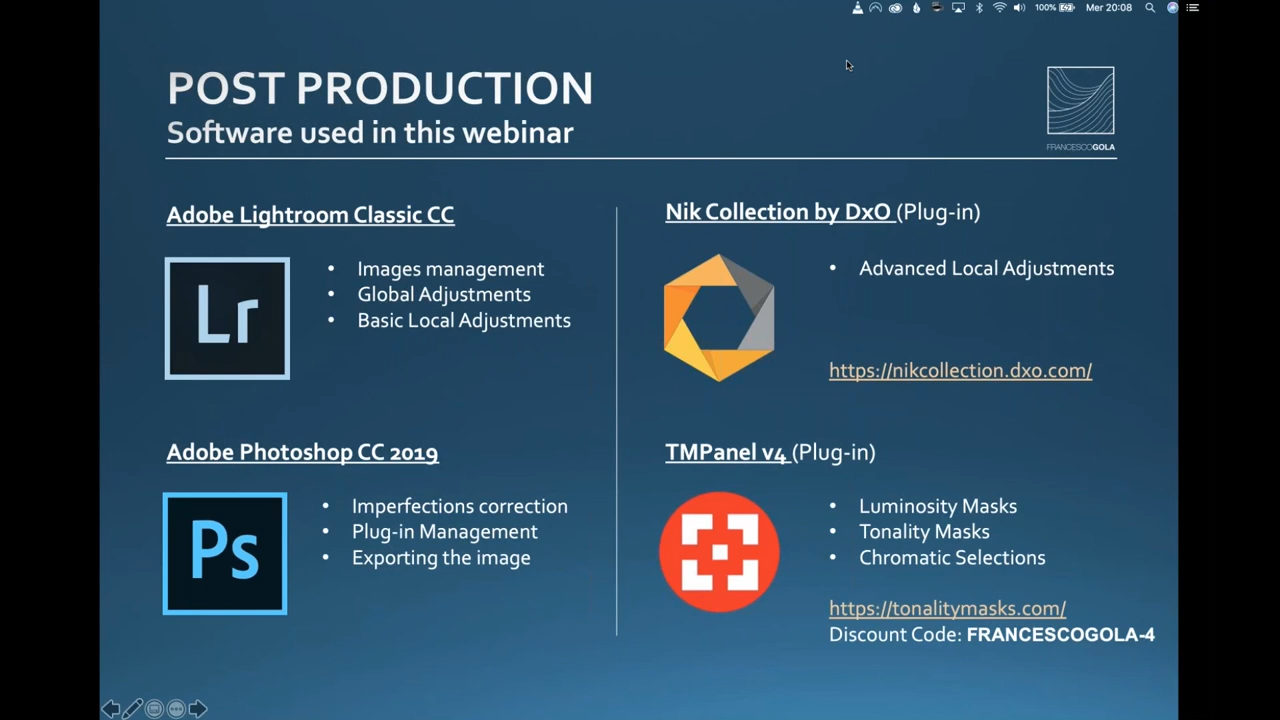 100% Mer 20:08
POST PRODUCTION
Software used in this webinar
FRANCESCOGOLA
Adobe Lightroom Classic CC
Lr
• Images management
• Global Adjustments
• Basic Local Adjustments
Nik Collection by DxO (Plug-in)
• Advanced Local Adjustments
https://nikcollection.dxo.com/
Adobe Photoshop CC 2019
Ps
• Imperfections correction
• Plug-in Management
• Exporting the image
TMPanel v4 (Plug-in)
• Luminosity Masks
• Tonality Masks
• Chromatic Selections
https://tonalitymasks.com/
Discount Code: FRANCESCOGOLA-4